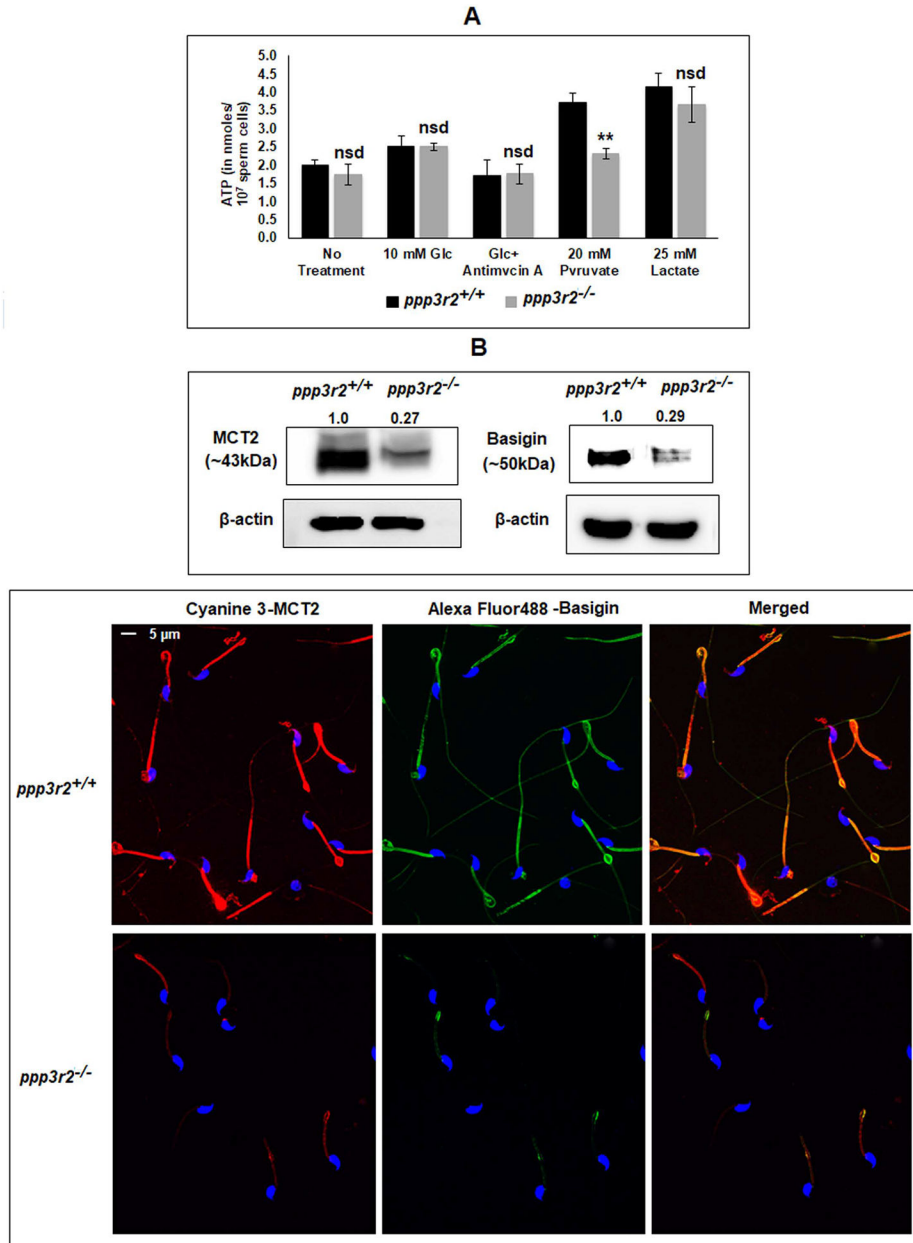 A
ATP (in nmoles/
10⁷ sperm cells)
5.0
4.5
4.0
3.5
3.0
2.5
2.0
1.5
1.0
0.5
0.0
nsd
nsd
nsd
**
nsd
No
Treatment
10 mM Glc
Glc+
Antimycin A
20 mM
Pyruvate
25 mM
Lactate
ppp3r2+/+ ppp3r2-/-
B
ppp3r2+/+ ppp3r2-/-
1.0 0.27
MCT2
(~43kDa)
β-actin
ppp3r2+/+ ppp3r2-/-
1.0 0.29
Basigin
(~50kDa)
β-actin
Cyanine 3-MCT2 Alexa Fluor488 -Basigin Merged
5 µm
ppp3r2+/+
ppp3r2-/-